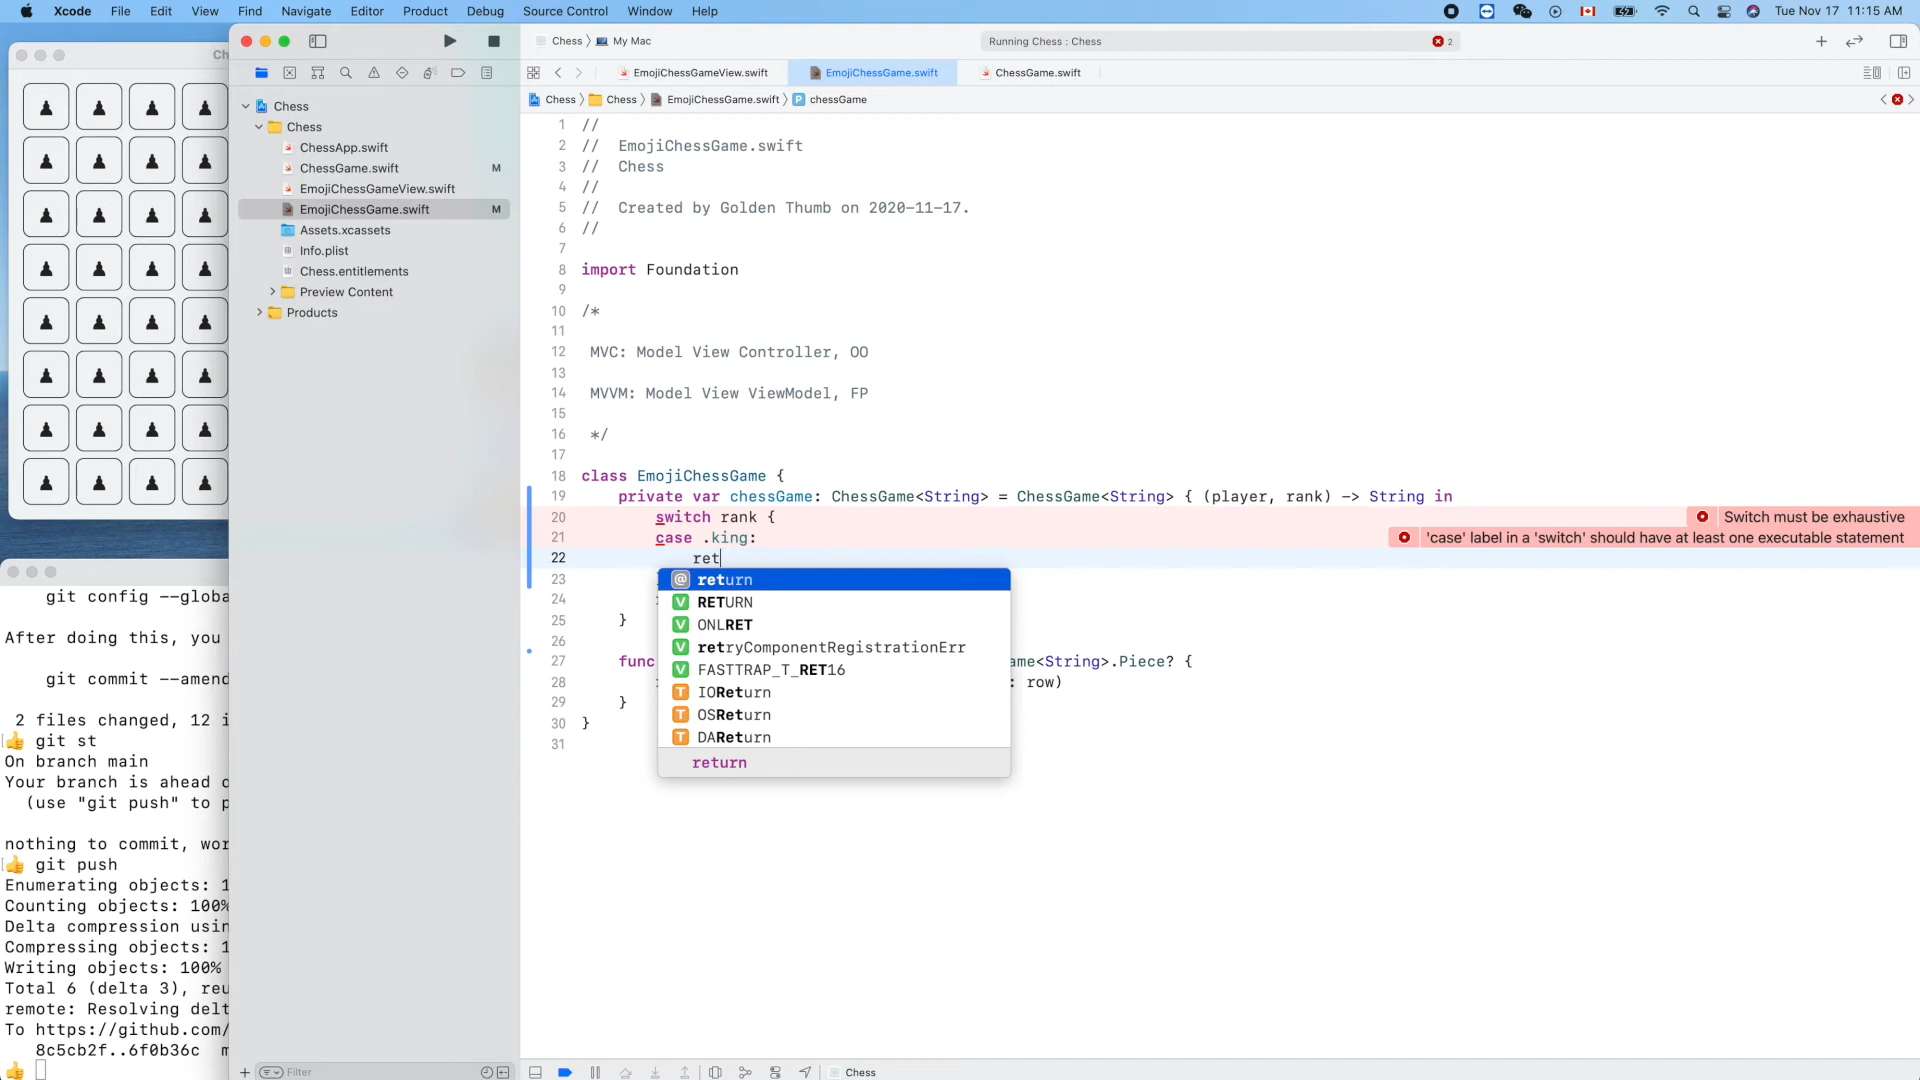 Xcode File Edit View Find Navigate Editor Product Debug Source Control Window Help
Tue Nov 17 11:15 AM
Ch
Chess My Mac
Running Chess : Chess
2
EmojiChessGameView.swift
EmojiChessGame.swift
ChessGame.swift
Chess Chess EmojiChessGame.swift P chessGame
Chess
Chess
ChessApp.swift
ChessGame.swift M
EmojiChessGameView.swift
EmojiChessGame.swift M
Assets.xcassets
Info.plist
Chess.entitlements
Preview Content
Products
Filter
1 //
2 // EmojiChessGame.swift
3 // Chess
4 //
5 // Created by Golden Thumb on 2020-11-17.
6 //
7
8 import Foundation
9
10 /*
11
12 MVC: Model View Controller, OO
13
14 MVVM: Model View ViewModel, FP
15
16 */
17
18 class EmojiChessGame {
19 private var chessGame: ChessGame<String> = ChessGame<String> { (player, rank) -> String in
20 switch rank {
Switch must be exhaustive
21 case .king:
'case' label in a 'switch' should have at least one executable statement
22 ret
23
24
25 }
26
27 func ame<String>.Piece? {
28 : row)
29 }
30 }
31
@ return
V RETURN
V ONLRET
V retryComponentRegistrationErr
V FASTTRAP_T_RET16
T IOReturn
T OSReturn
T DAReturn
return
git config --globa
After doing this, you
git commit --amend
2 files changed, 12 i
👍 git st
On branch main
Your branch is ahead o
(use "git push" to p
nothing to commit, wor
👍 git push
Enumerating objects: 1
Counting objects: 100%
Delta compression usin
Compressing objects: 1
Writing objects: 100%
Total 6 (delta 3), reu
remote: Resolving delt
To https://github.com/
8c5cb2f..6f0b36c m
👍
Chess